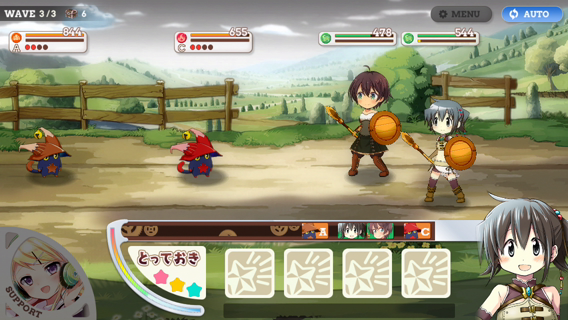 WAVE 3/3 6
MENU
AUTO
844
655
478
544
A
C
A
C
とっておき
SUPPORT